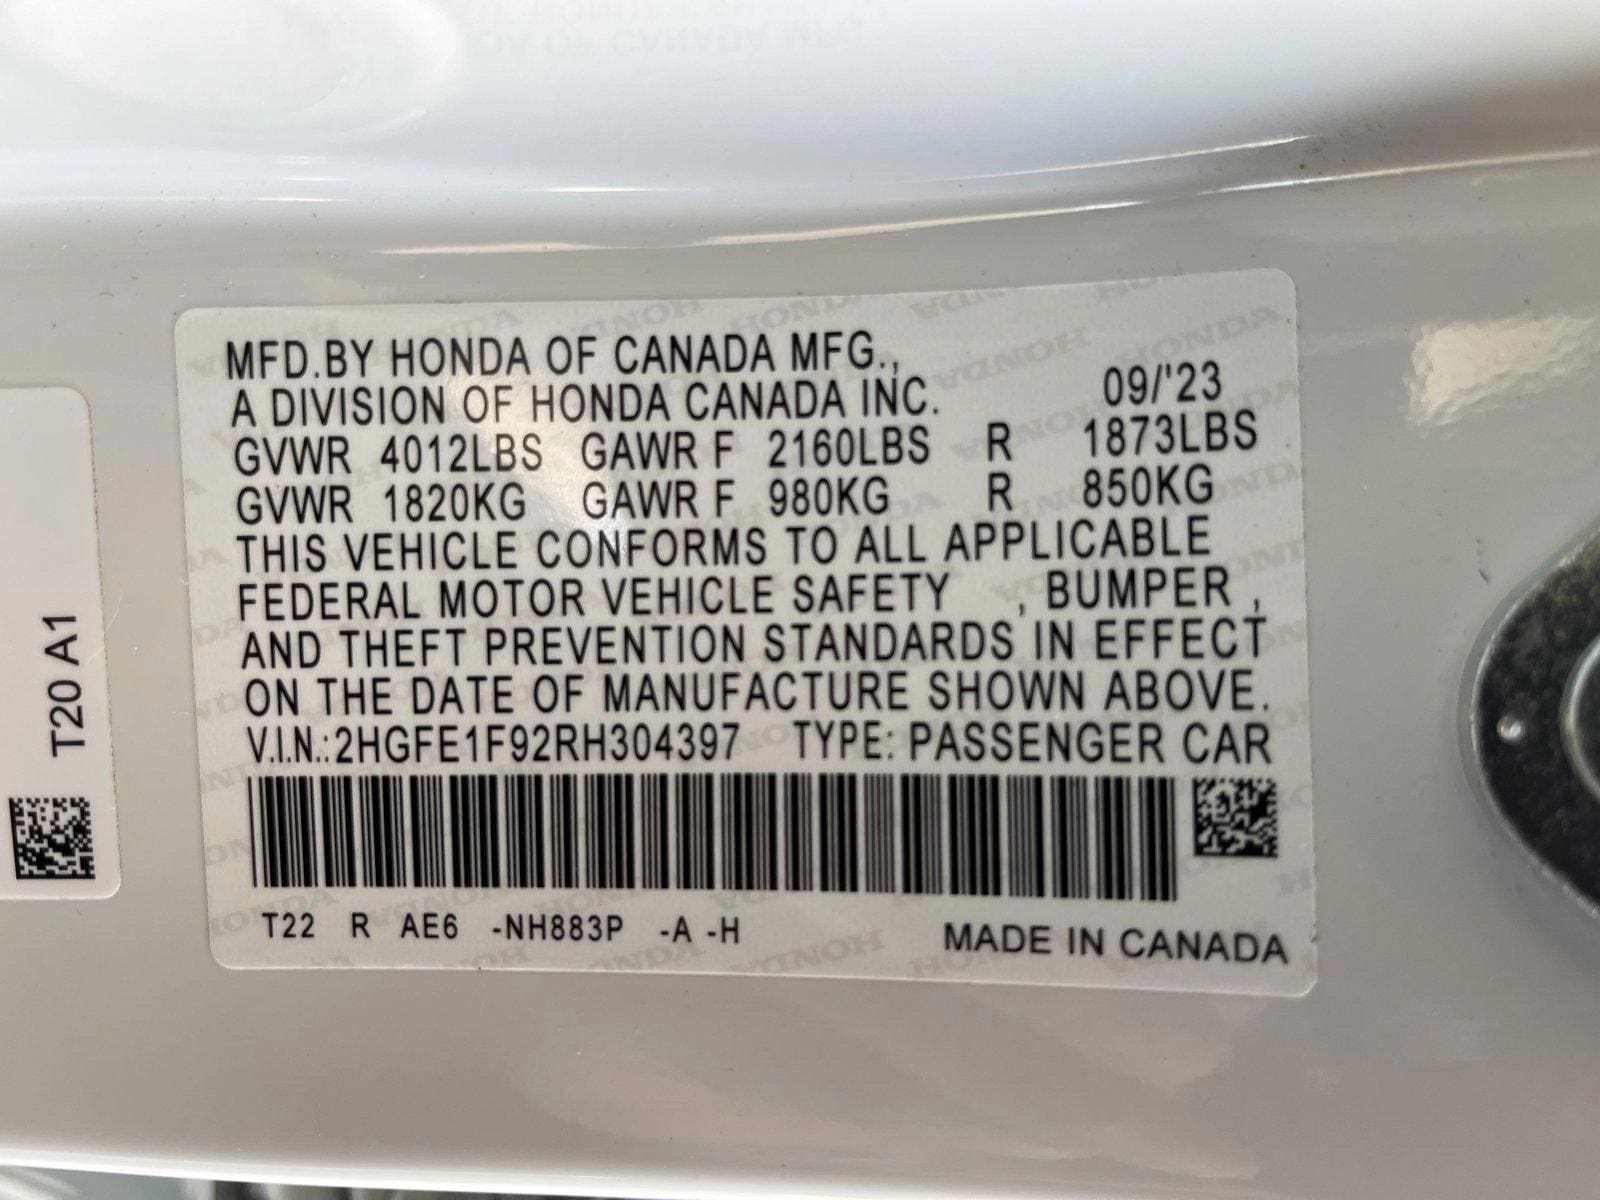 MFD.BY HONDA OF CANADA MFG.,
A DIVISION OF HONDA CANADA INC. 09/'23
GVWR 4012LBS GAWR F 2160LBS R 1873LBS
GVWR 1820KG GAWR F 980KG R 850KG
THIS VEHICLE CONFORMS TO ALL APPLICABLE
FEDERAL MOTOR VEHICLE SAFETY , BUMPER ,
AND THEFT PREVENTION STANDARDS IN EFFECT
ON THE DATE OF MANUFACTURE SHOWN ABOVE.
V.I.N.:2HGFE1F92RH304397 TYPE: PASSENGER CAR
T22 R AE6 -NH883P -A -H MADE IN CANADA
T20 A1